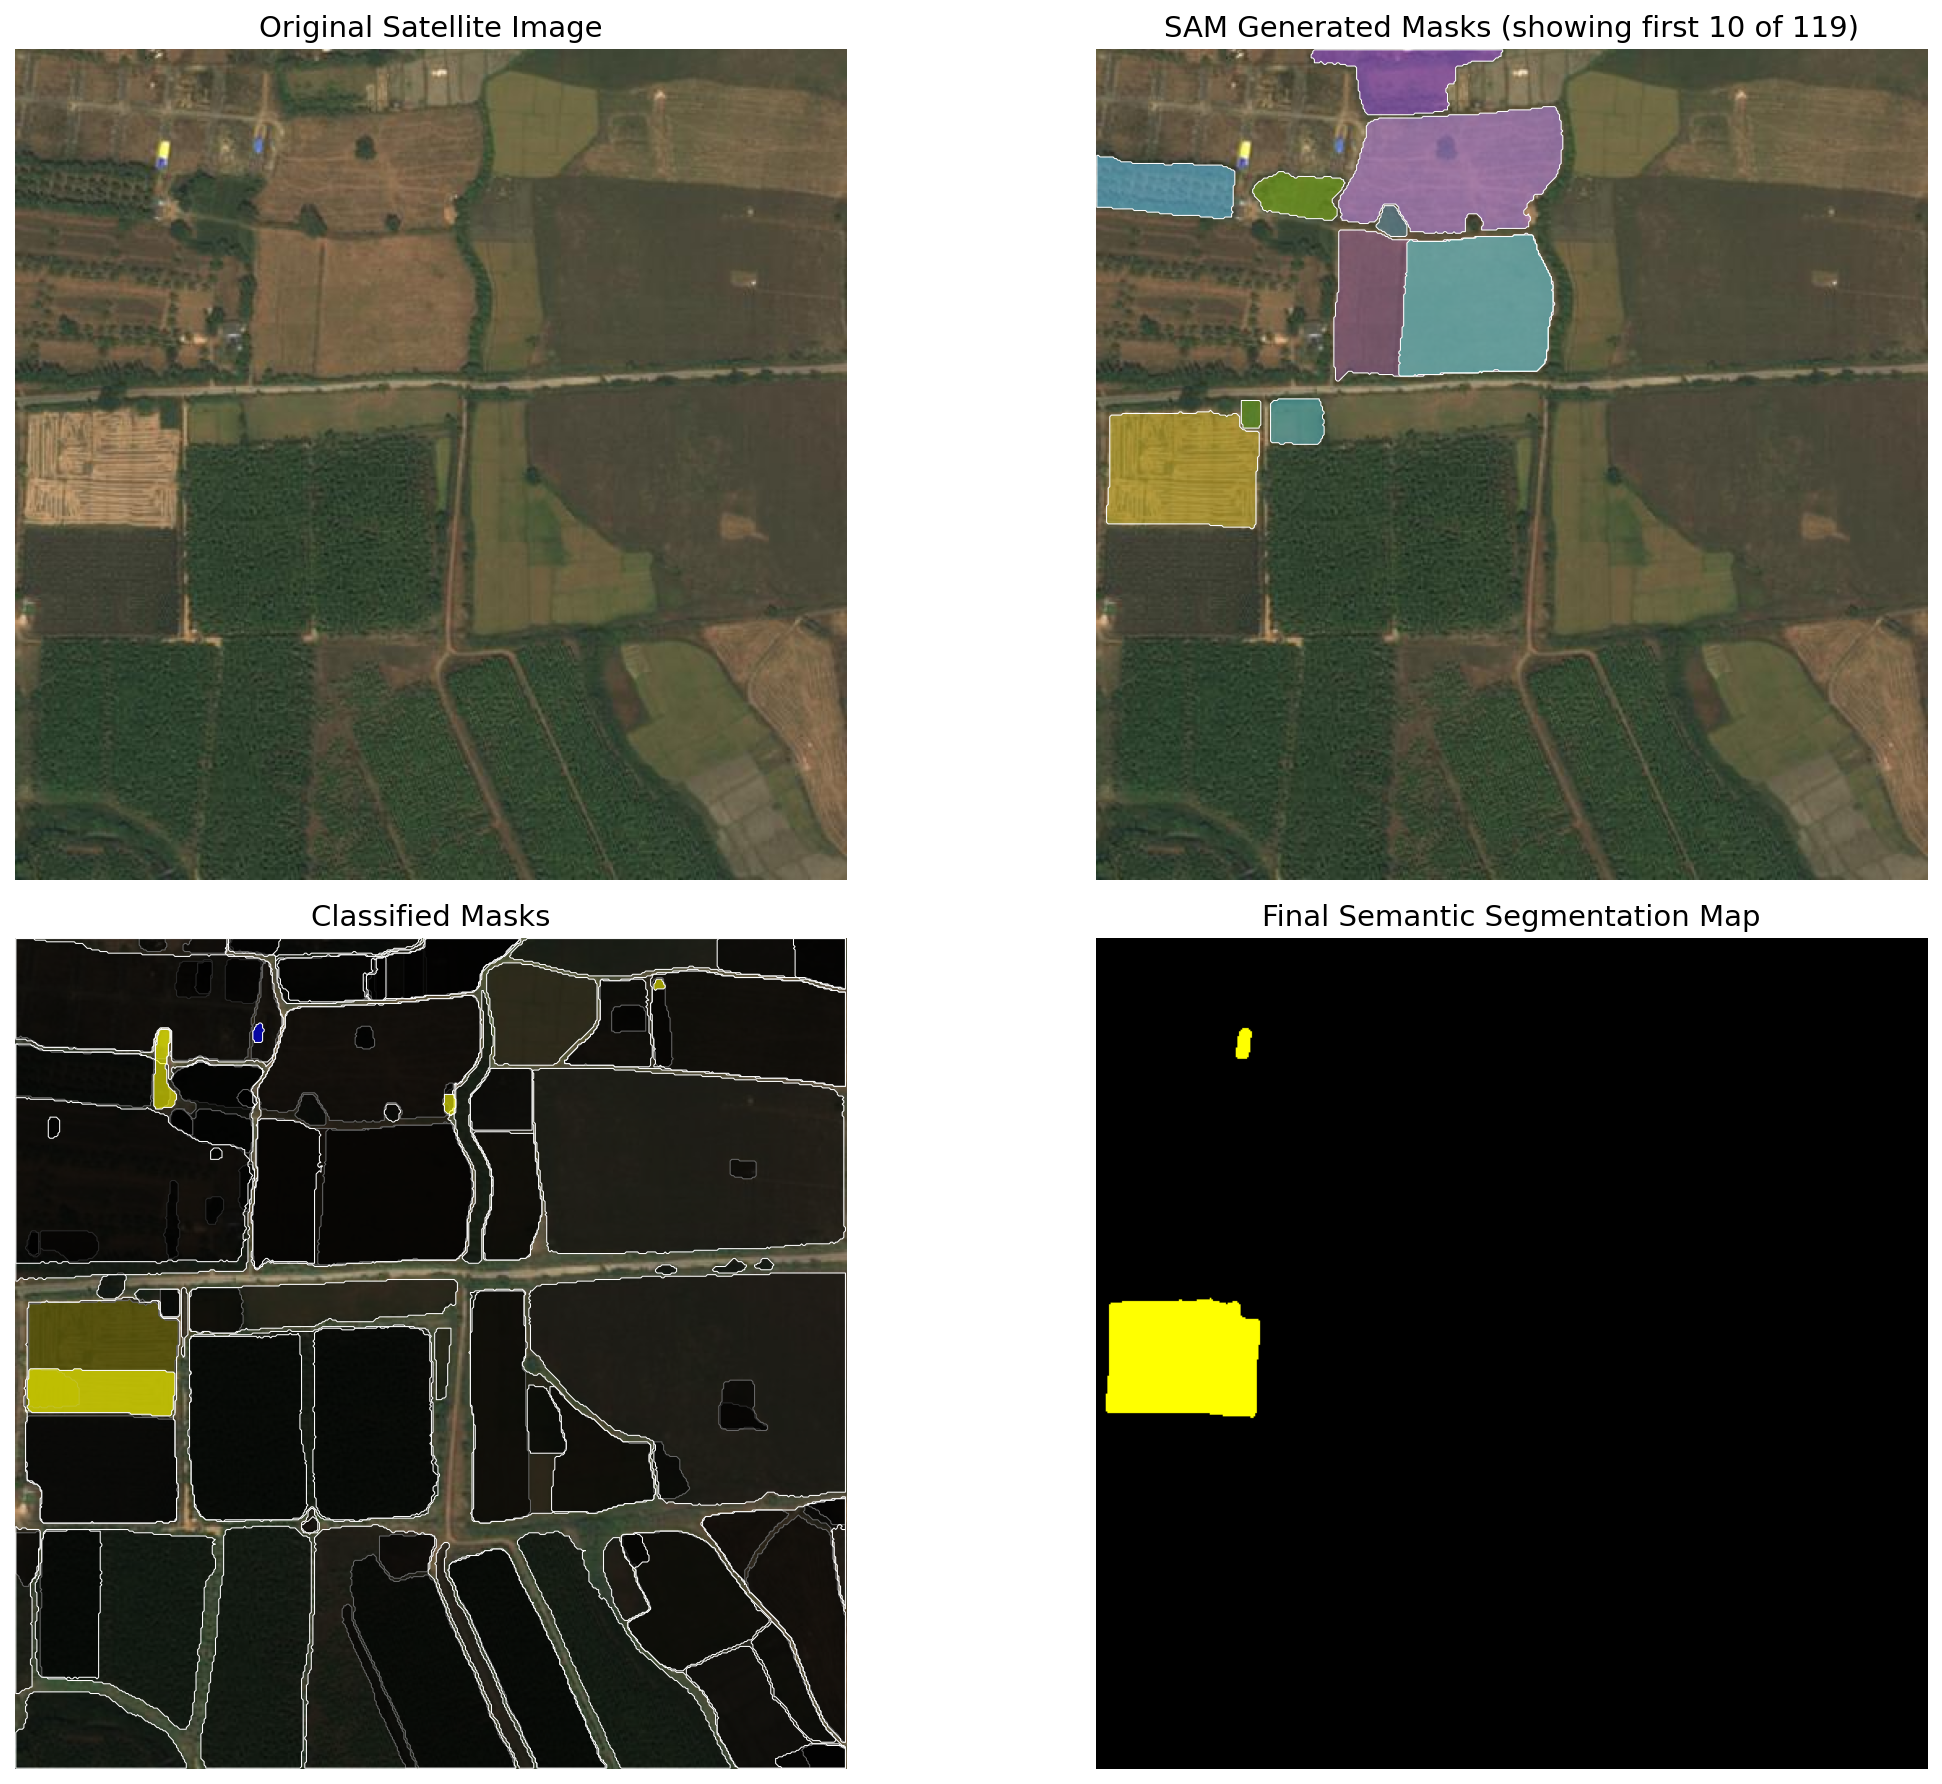 Original Satellite Image
SAM Generated Masks (showing first 10 of 119)
Classified Masks
Final Semantic Segmentation Map